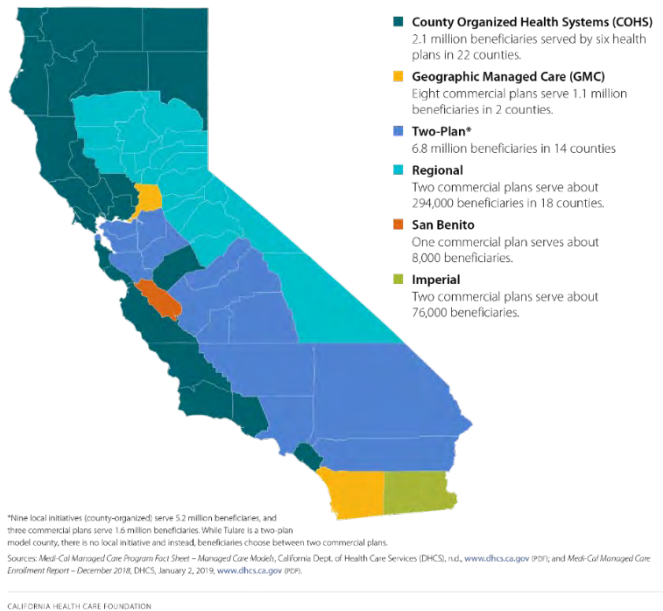 County Organized Health Systems (COHS)
2.1 million beneficiaries served by six health
plans in 22 counties.
Geographic Managed Care (GMC)
Eight commercial plans serve 1.1 million
beneficiaries in 2 counties.
Two-Plan*
6.8 million beneficiaries in 14 counties
Regional
Two commercial plans serve about
294,000 beneficiaries in 18 counties.
San Benito
One commercial plan serves about
8,000 beneficiaries.
Imperial
Two commercial plans serve about
76,000 beneficiaries.
*Nine local initiatives (county-organized) serve 5.2 million beneficiaries, and
three commercial plans serve 1.6 million beneficiaries. While Tulare is a two-plan
model county, there is no local initiative and instead, beneficiaries choose between two commercial plans.
Sources: Medi-Cal Managed Care Program Fact Sheet – Managed Care Models, California Dept. of Health Care Services (DHCS), n.d., www.dhcs.ca.gov (PDF); and Medi-Cal Managed Care
Enrollment Report – December 2018, DHCS, January 2, 2019, www.dhcs.ca.gov (PDF).
CALIFORNIA HEALTH CARE FOUNDATION